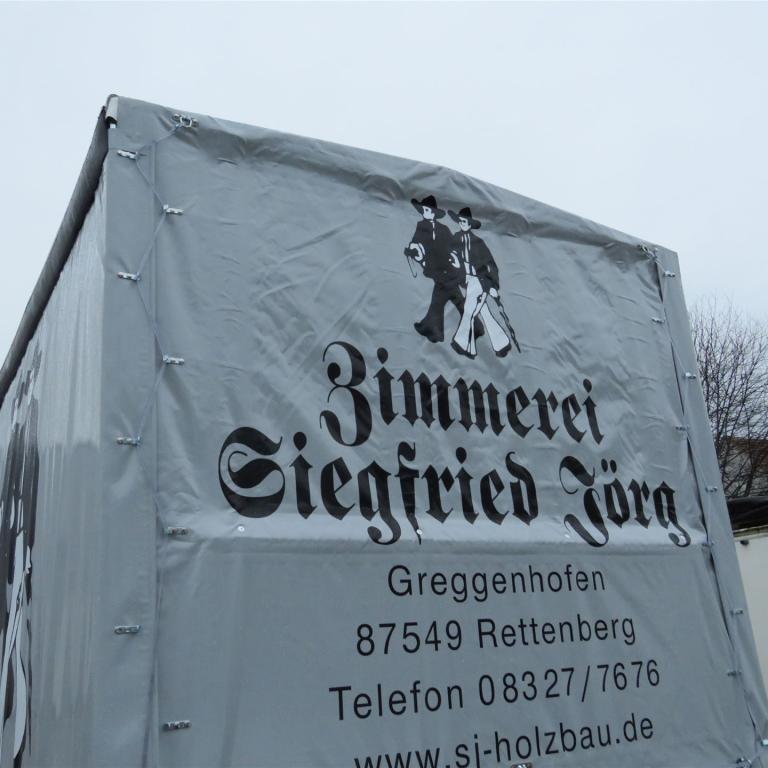 Zimmerei
Siegfried Jörg
Greggenhofen
87549 Rettenberg
Telefon 08327/7676
www.sj-holzbau.de